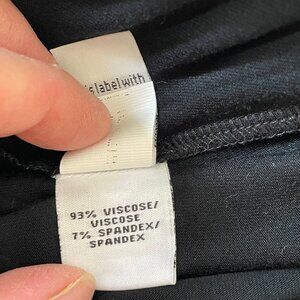 label with
93% VISCOSE/
VISCOSE
7% SPANDEX/
SPANDEX